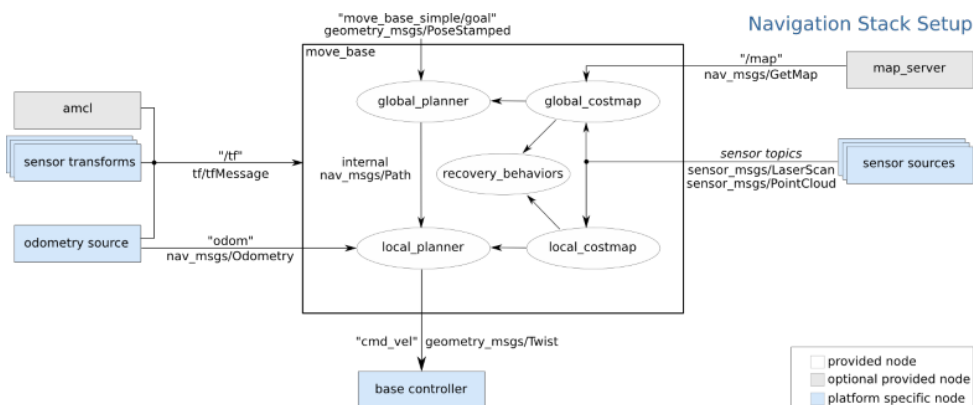 Navigation Stack Setup
"move_base_simple/goal"
geometry_msgs/PoseStamped
move_base
"/map"
nav_msgs/GetMap
map_server
amcl
global_planner
global_costmap
sensor transforms
"/tf"
tf/tfMessage
internal
nav_msgs/Path
recovery_behaviors
sensor topics
sensor_msgs/LaserScan
sensor_msgs/PointCloud
sensor sources
odometry source
"odom"
nav_msgs/Odometry
local_planner
local_costmap
"cmd_vel" geometry_msgs/Twist
base controller
provided node
optional provided node
platform specific node